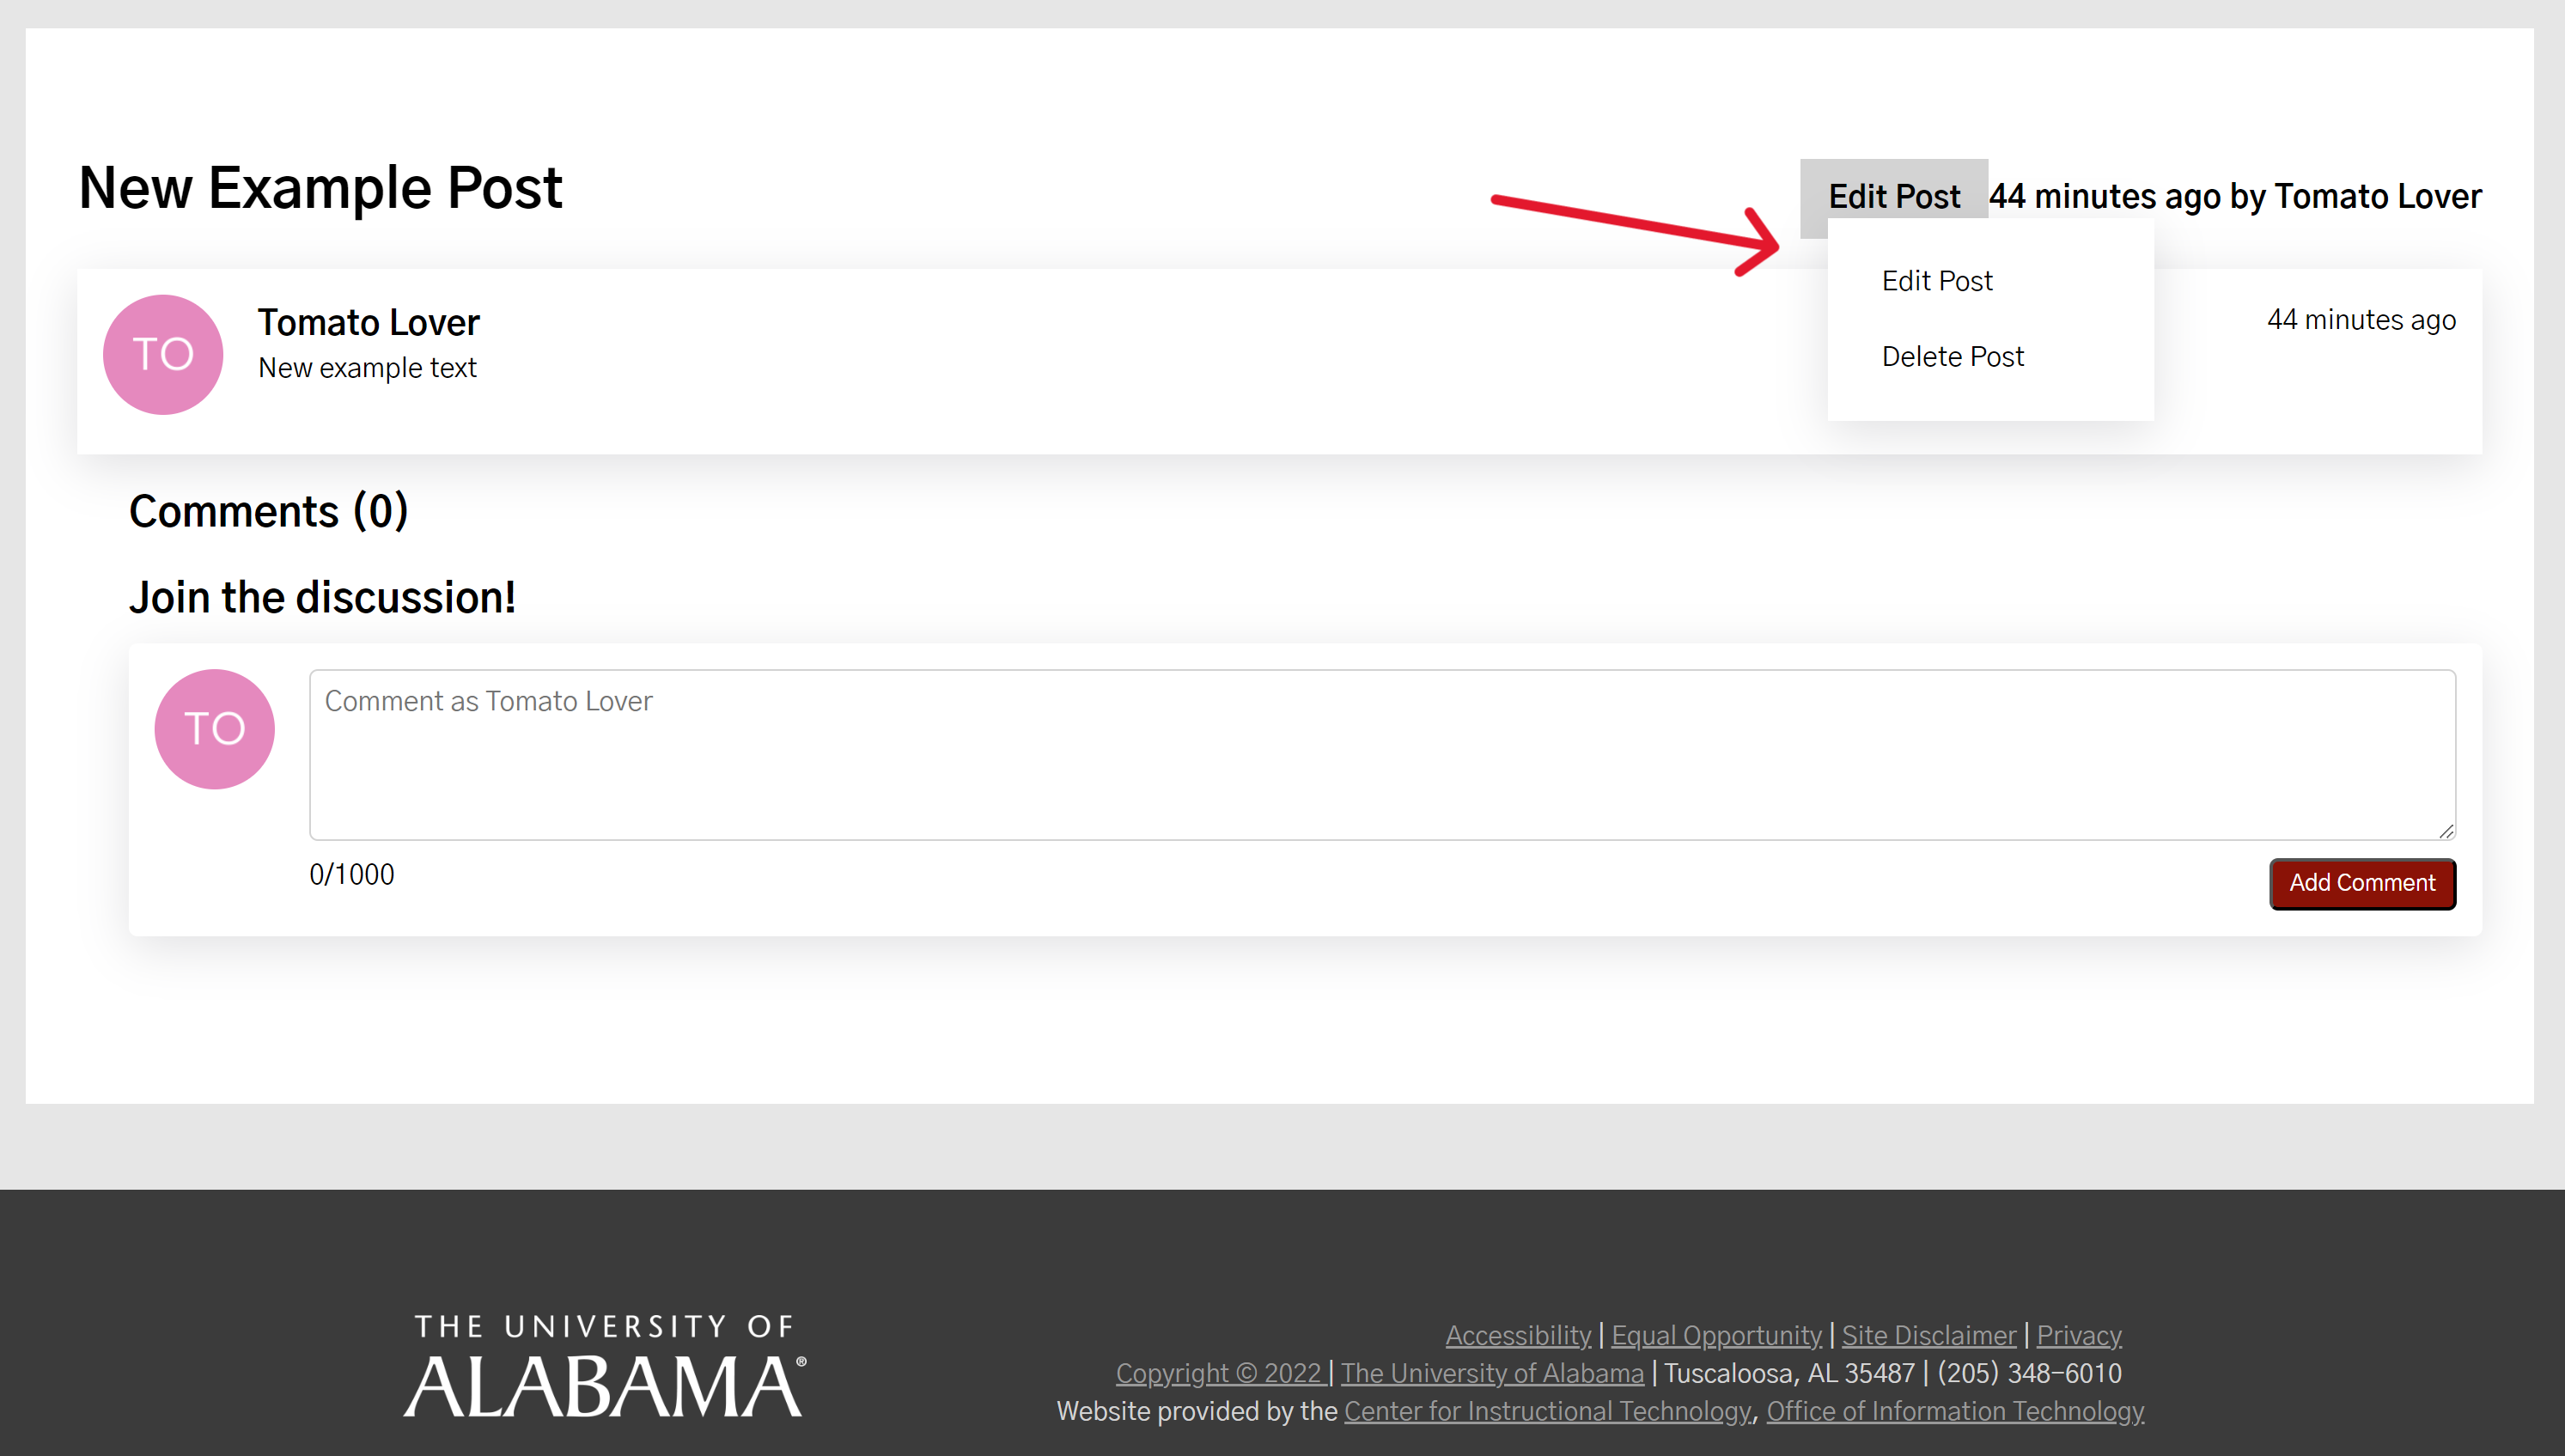 New Example Post
Edit Post 44 minutes ago by Tomato Lover
Edit Post
Delete Post
TO
Tomato Lover
New example text
44 minutes ago
Comments (0)
Join the discussion!
TO
Comment as Tomato Lover
0/1000
Add Comment
THE UNIVERSITY OF
ALABAMA®
Accessibility | Equal Opportunity | Site Disclaimer | Privacy
Copyright © 2022 | The University of Alabama | Tuscaloosa, AL 35487 | (205) 348-6010
Website provided by the Center for Instructional Technology, Office of Information Technology